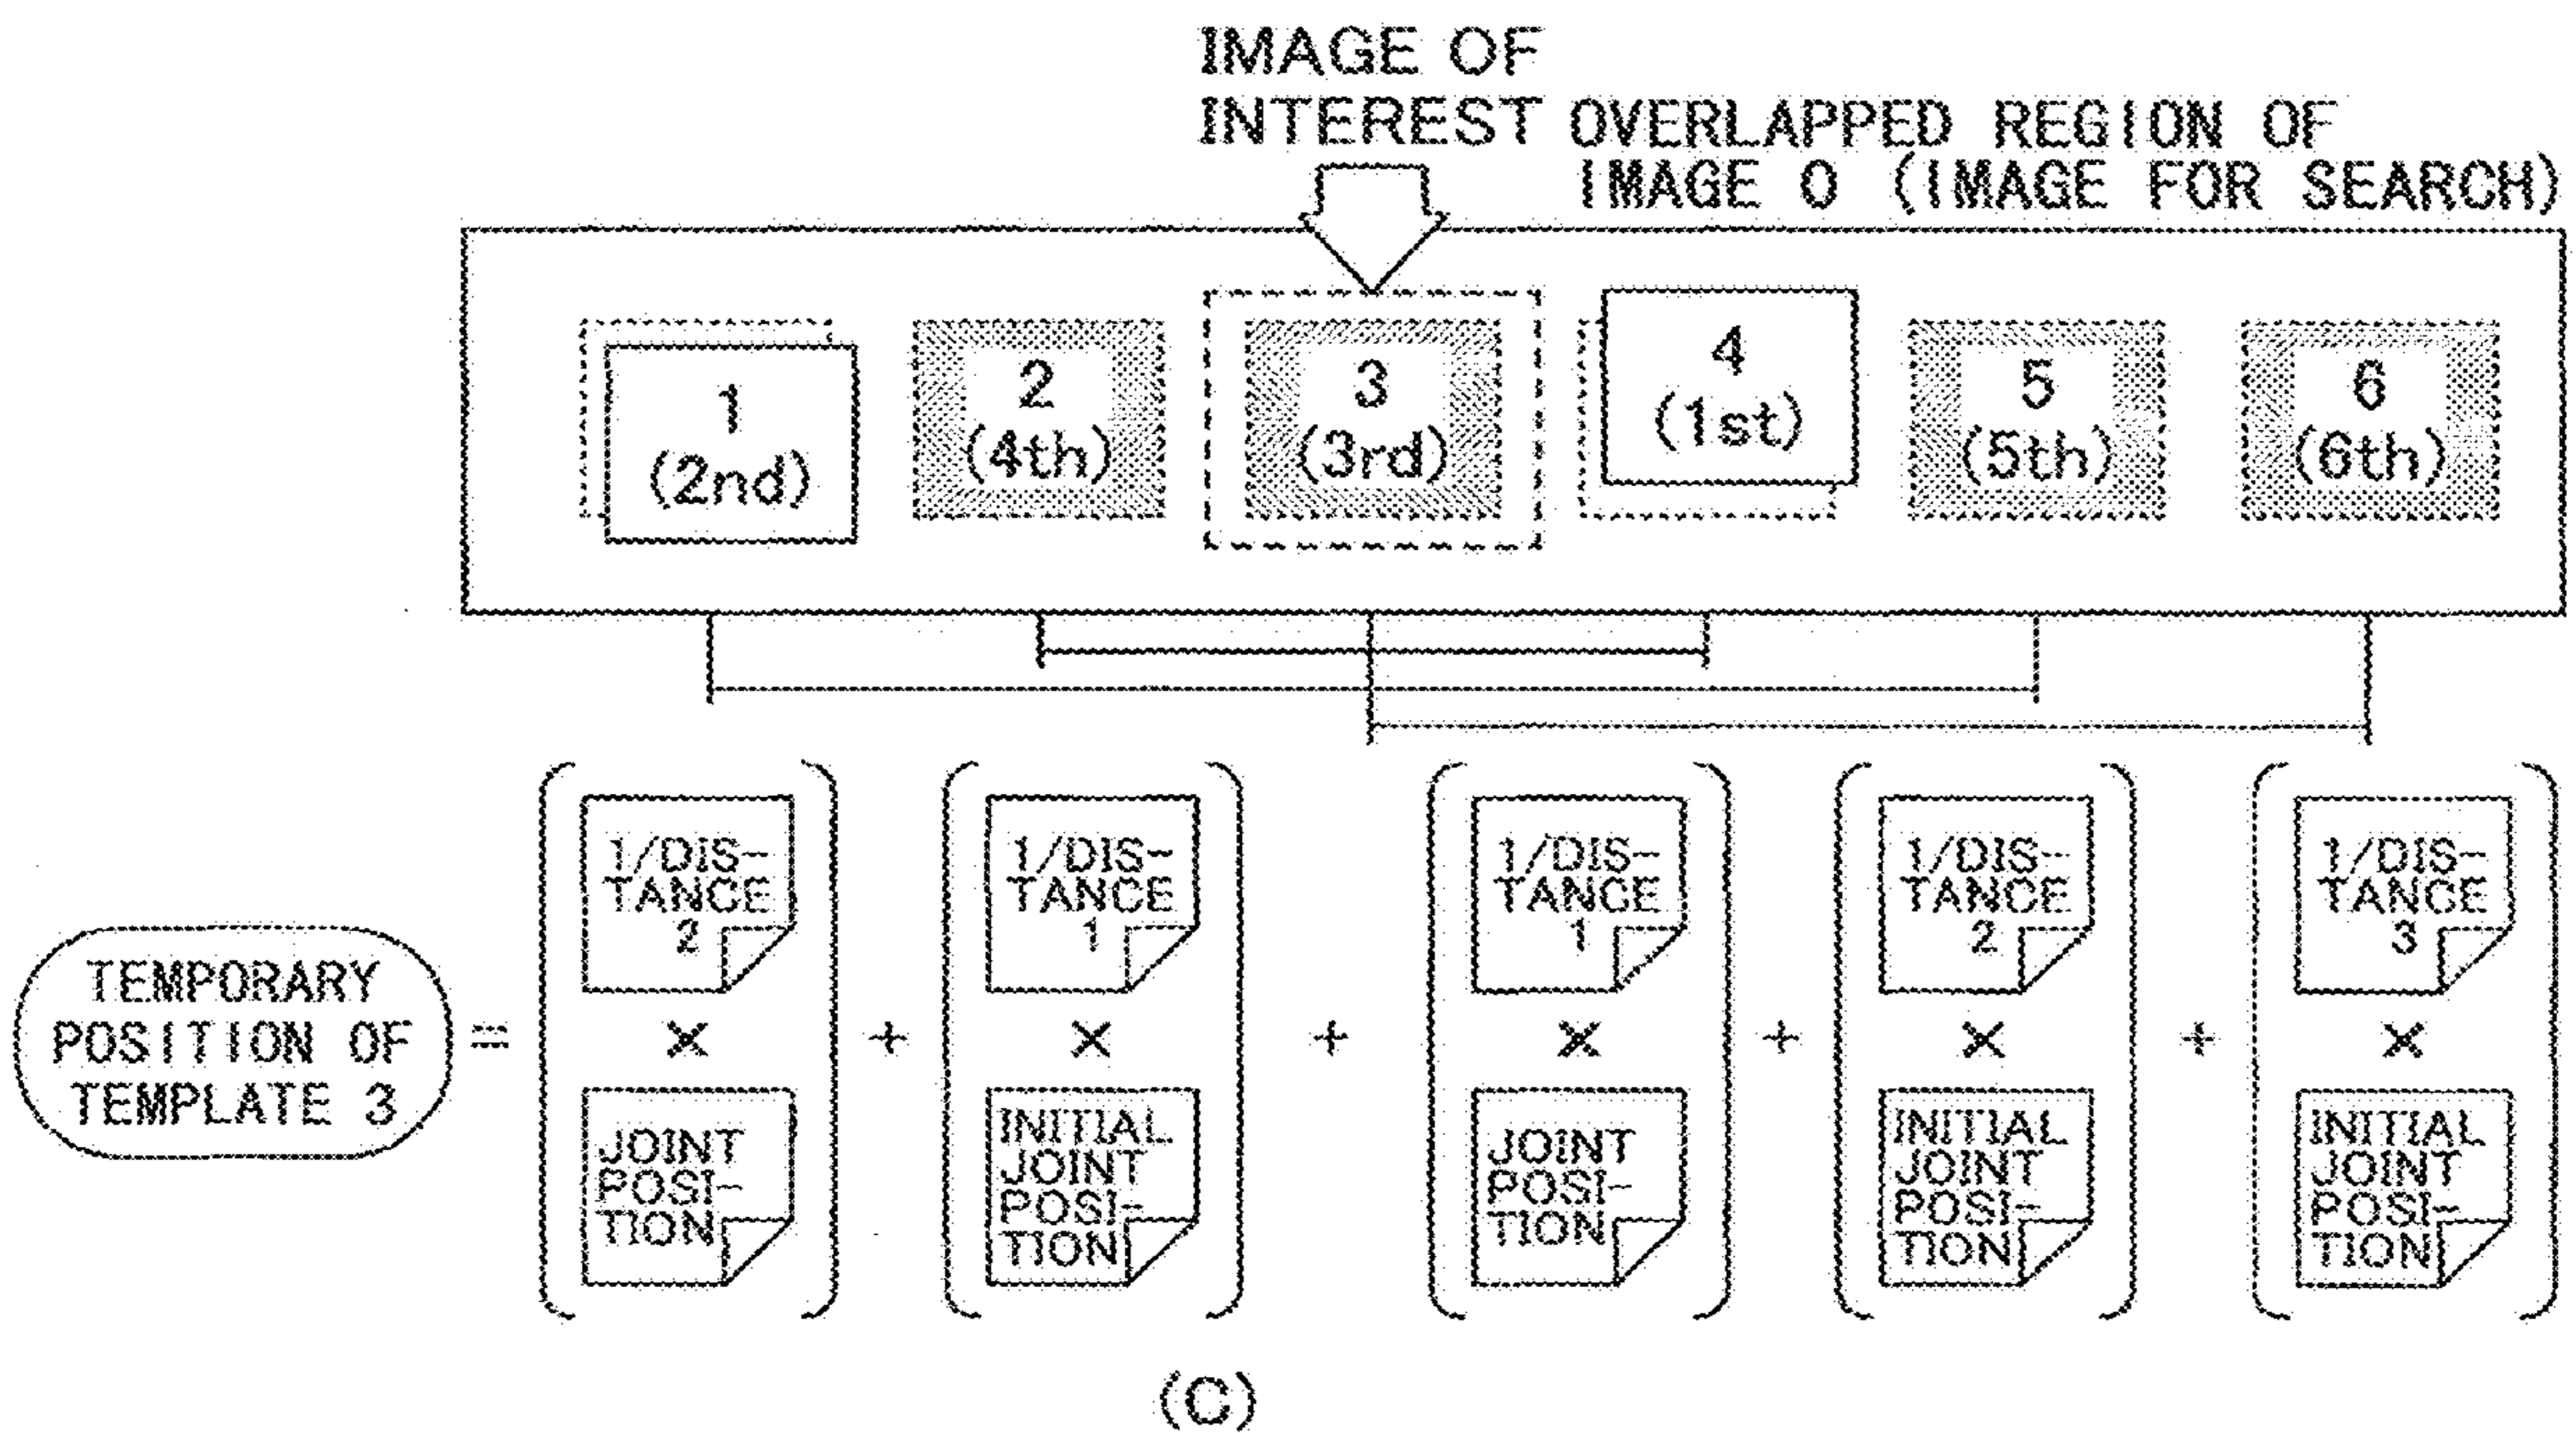 IMAGE OF
INTEREST
OVERLAPPED REGION OF
IMAGE 0 (IMAGE FOR SEARCH)
1
(2nd)
2
(4th)
3
(3rd)
4
(1st)
5
(5th)
6
(6th)
TEMPORARY
POSITION OF
TEMPLATE 3
=
1/DIS-
TANCE
2
×
JOINT
POSI-
TION
+
1/DIS-
TANCE
1
×
INITIAL
JOINT
POSI-
TION
+
1/DIS-
TANCE
1
×
JOINT
POSI-
TION
+
1/DIS-
TANCE
2
×
INITIAL
JOINT
POSI-
TION
+
1/DIS-
TANCE
3
×
INITIAL
JOINT
POSI-
TION
(C)